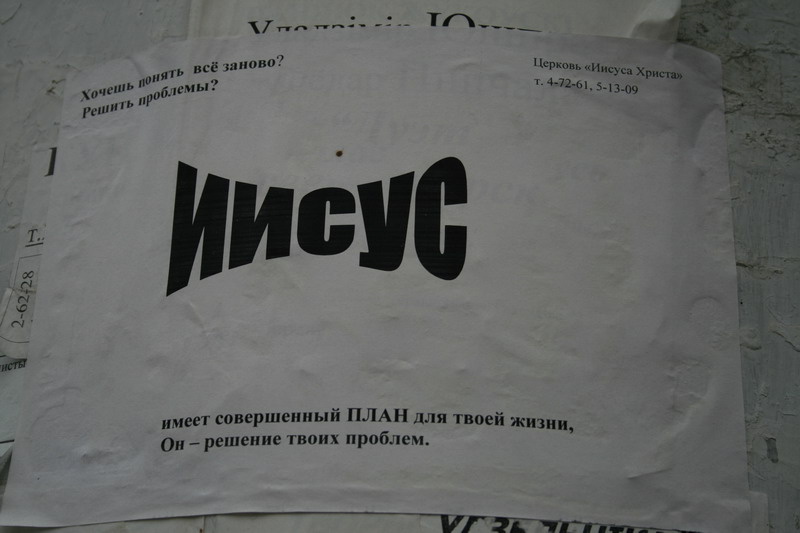 Хочешь понять всё заново?
Решить проблемы?
Церковь «Иисуса Христа»
т. 4-72-61, 5-13-09
ИИСУС
имеет совершенный ПЛАН для твоей жизни,
Он – решение твоих проблем.
Т.
2-62-28